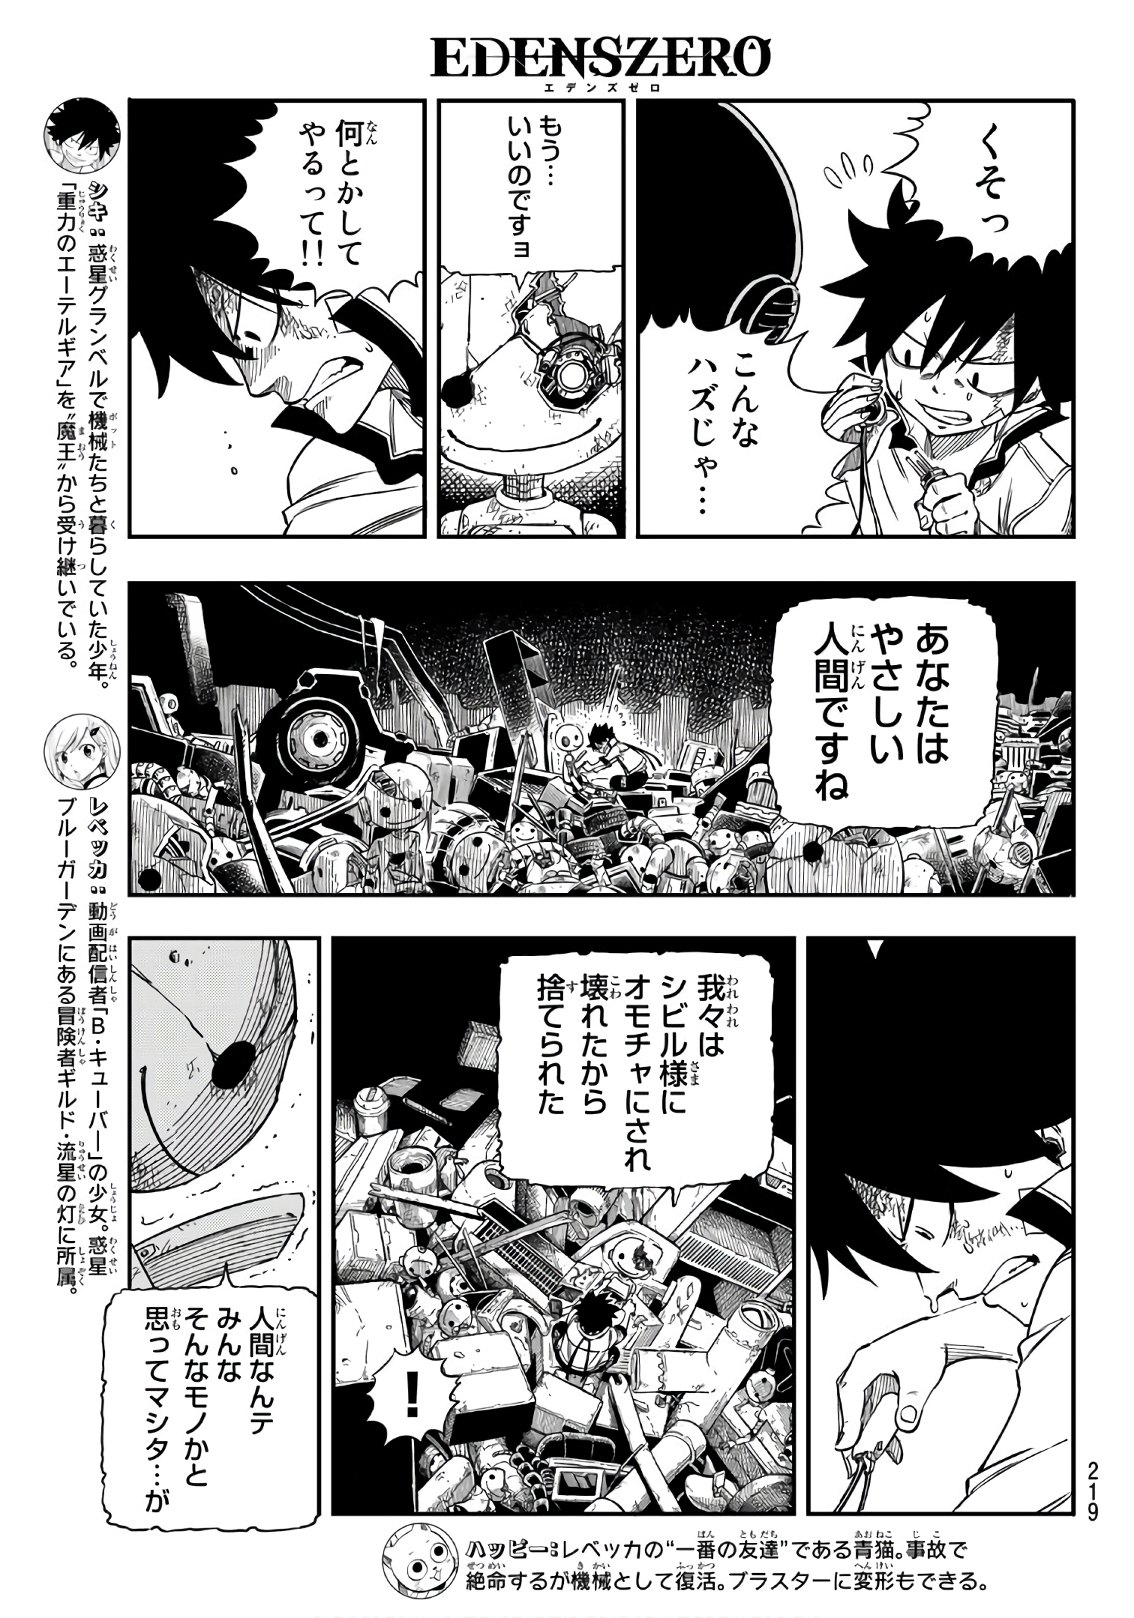 EDENSZERO
エデンズゼロ
くそっ
こんな
ハズじゃ…
もう…
いいのですョ
何とかして
やるって!!
あなたは
やさしい
人間ですね
我々は
シビル様に
オモチャにされ
壊れたから
捨てられた
!
人間なんテ
みんな
そんなモノかと
思ってマシタ…が
シキ:惑星グランベルで機械たちと暮らしていた少年。
「重力のエーテルギア」を〝魔王〟から受け継いでいる。
レベッカ:動画配信者「B・キューバー」の少女。惑星
ブルーガーデンにある冒険者ギルド・流星の灯に所属。
ハッピー:レベッカの“一番の友達”である青猫。事故で
絶命するが機械として復活。ブラスターに変形もできる。
219